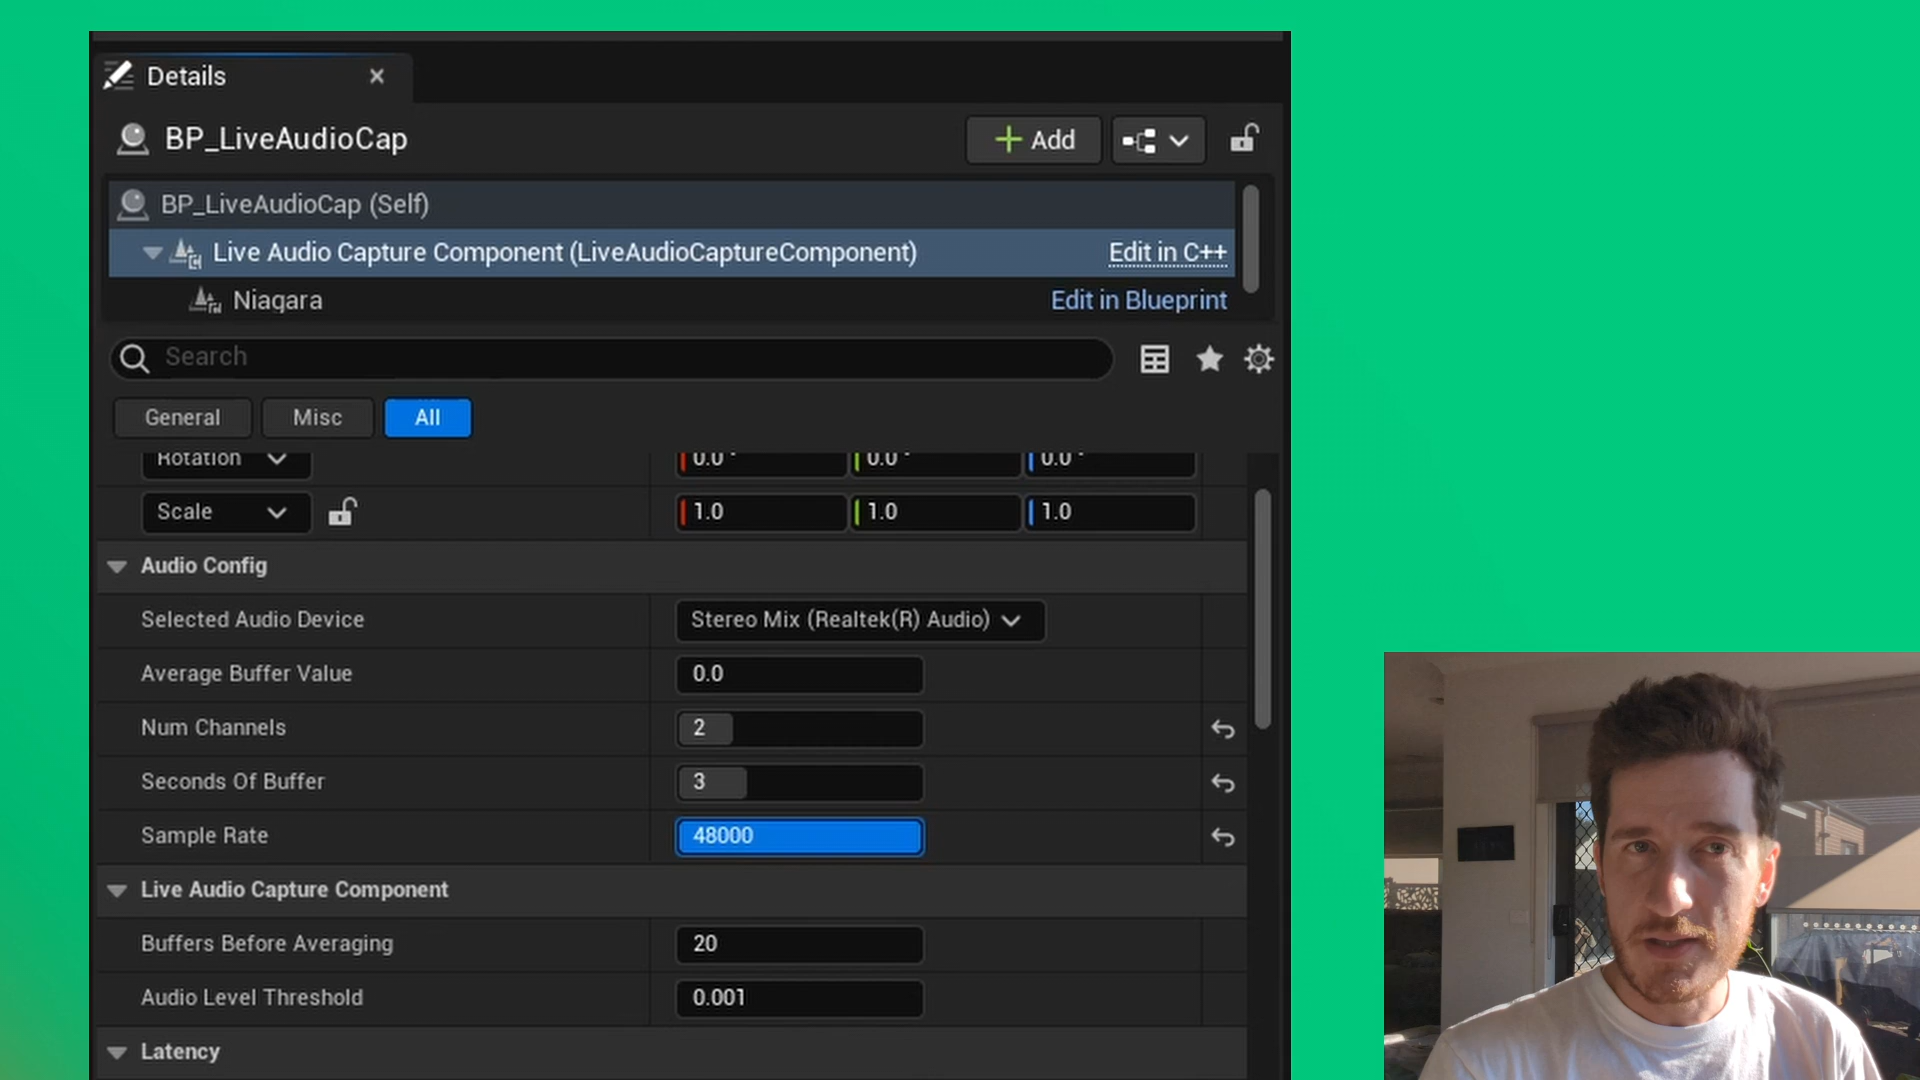 Details
BP_LiveAudioCap
Add
BP_LiveAudioCap (Self)
Live Audio Capture Component (LiveAudioCaptureComponent) Edit in C++
Niagara Edit in Blueprint
Search
General Misc All
Rotation 0.0 ° 0.0 ° 0.0 °
Scale 1.0 1.0 1.0
Audio Config
Selected Audio Device Stereo Mix (Realtek(R) Audio)
Average Buffer Value 0.0
Num Channels 2
Seconds Of Buffer 3
Sample Rate 48000
Live Audio Capture Component
Buffers Before Averaging 20
Audio Level Threshold 0.001
Latency